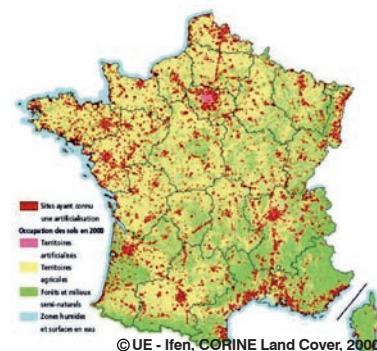 Sites ayant connu
une artificialisation
Occupation des sols en 2000
Territoires
artificialisés
Territoires
agricoles
Forêts et milieux
semi-naturels
Zones humides
et surfaces en eau
© UE - Ifen, CORINE Land Cover, 2000